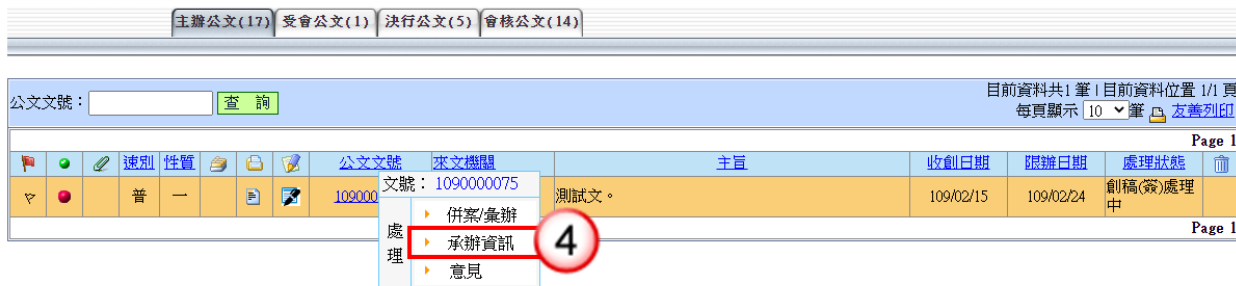 主辦公文(17) 受會公文(1) 決行公文(5) 會核公文(14)
目前資料共1 筆 | 目前資料位置 1/1 頁
公文文號： 查 詢
每頁顯示 10 筆 友善列印
Page 1
速別 性質 公文文號 來文機關 主旨 收創日期 限辦日期 處理狀態
普 一 109000 測試文。 109/02/15 109/02/24 創稿(簽)處理
中
文號： 1090000075
Page 1
處
理
併案/彙辦
承辦資訊 4
意見